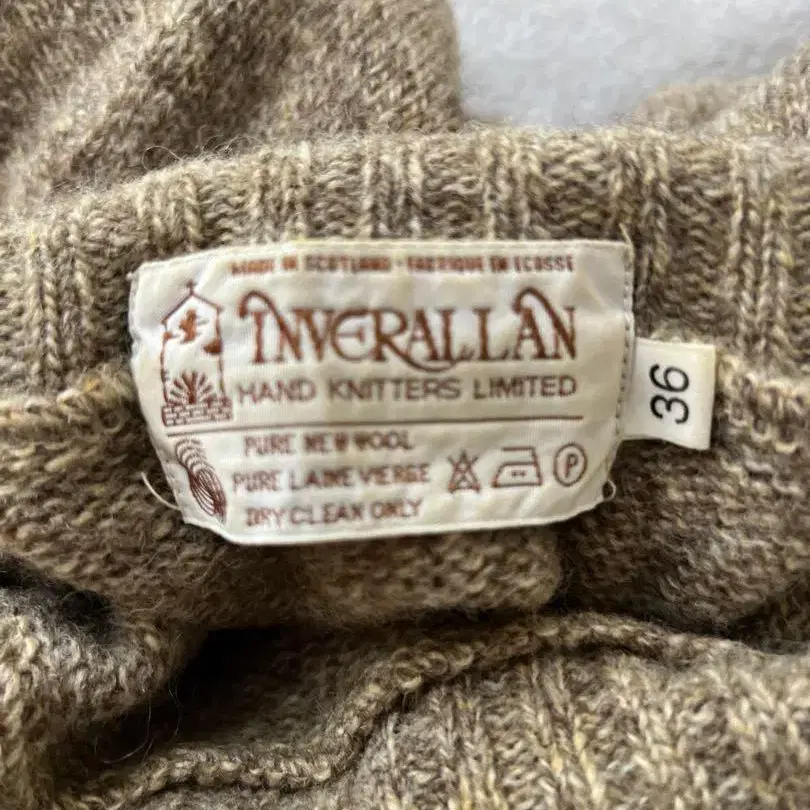 MADE IN SCOTLAND · FABRIQUE EN ECOSSE
INVERALLAN
HAND KNITTERS LIMITED
PURE NEW WOOL
PURE LAINE VIERGE
DRY CLEAN ONLY
P
36